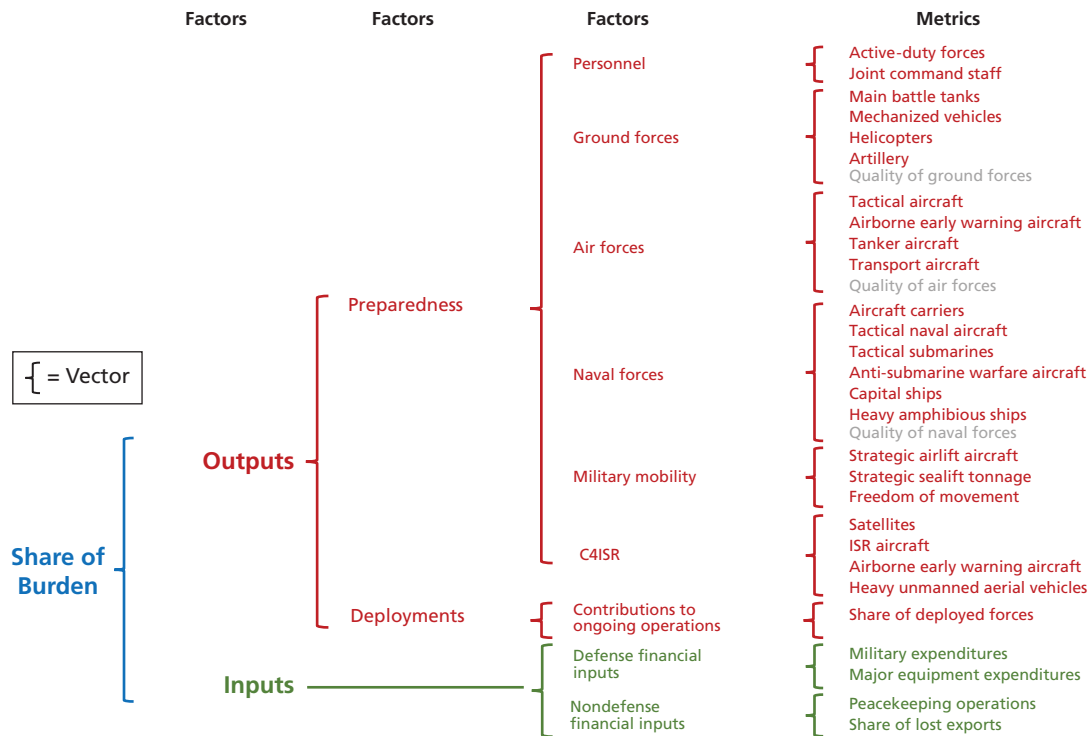 Factors Factors Factors Metrics
Personnel
Active-duty forces
Joint command staff
Ground forces
Main battle tanks
Mechanized vehicles
Helicopters
Artillery
Quality of ground forces
Air forces
Tactical aircraft
Airborne early warning aircraft
Tanker aircraft
Transport aircraft
Quality of air forces
Preparedness
Naval forces
Aircraft carriers
Tactical naval aircraft
Tactical submarines
Anti-submarine warfare aircraft
Capital ships
Heavy amphibious ships
Quality of naval forces
{ = Vector
Outputs
Military mobility
Strategic airlift aircraft
Strategic sealift tonnage
Freedom of movement
Share of
Burden
C4ISR
Satellites
ISR aircraft
Airborne early warning aircraft
Heavy unmanned aerial vehicles
Deployments
Contributions to
ongoing operations
Share of deployed forces
Inputs
Defense financial
inputs
Military expenditures
Major equipment expenditures
Nondefense
financial inputs
Peacekeeping operations
Share of lost exports